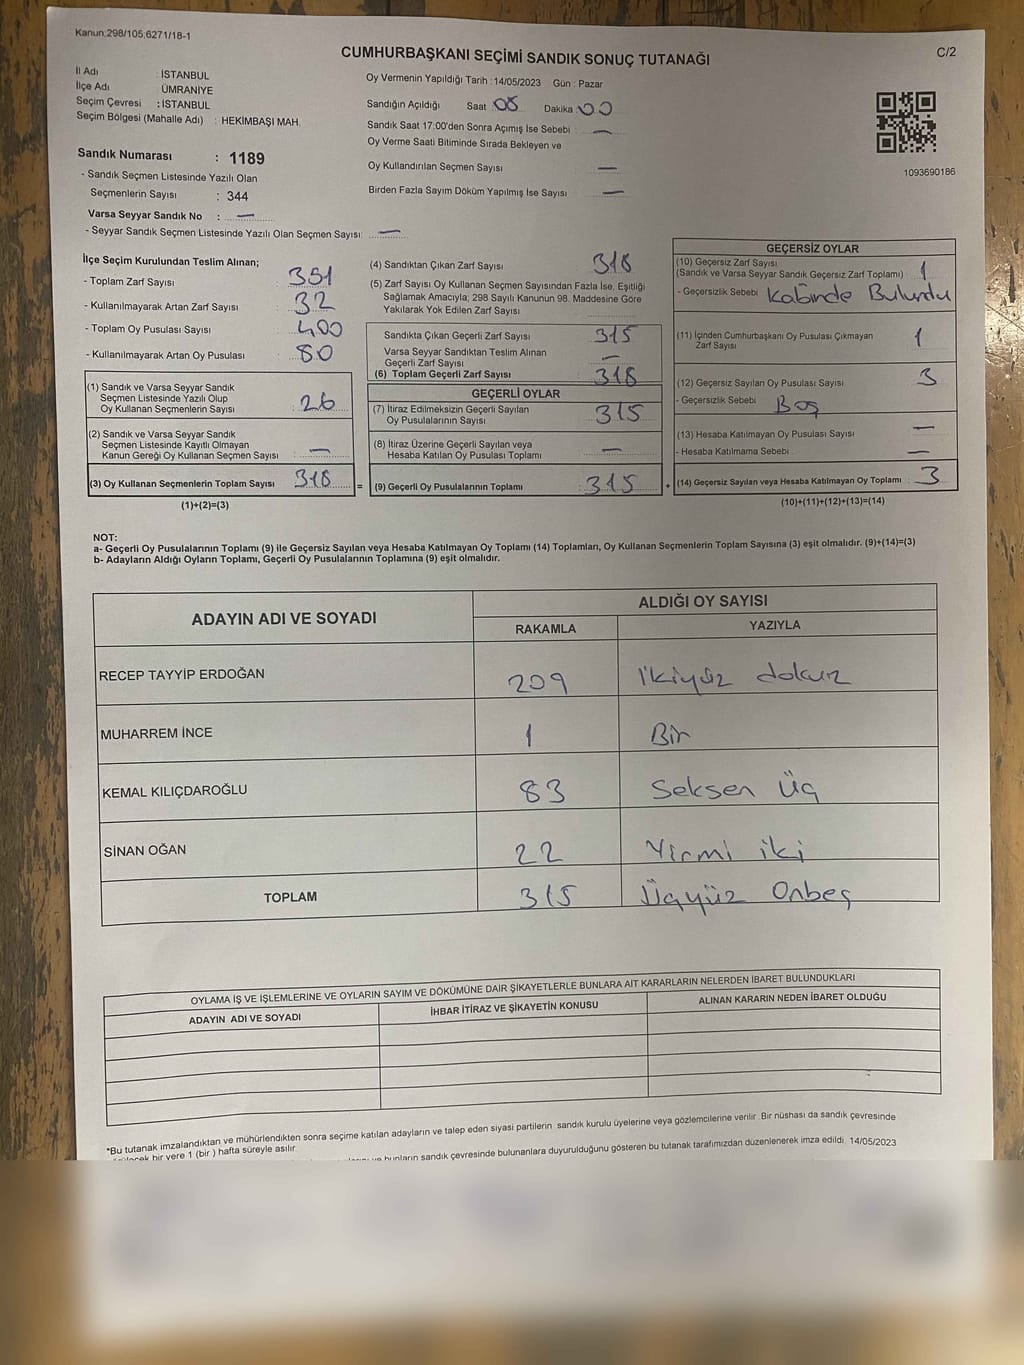 Kanun:298/105;6271/18-1
C/2
CUMHURBAŞKANI SEÇİMİ SANDIK SONUÇ TUTANAĞI
İl Adı : İSTANBUL
İlçe Adı : ÜMRANİYE
Seçim Çevresi : İSTANBUL
Seçim Bölgesi (Mahalle Adı) : HEKİMBAŞI MAH.
Sandık Numarası : 1189
- Sandık Seçmen Listesinde Yazılı Olan
Seçmenlerin Sayısı : 344
Varsa Seyyar Sandık No : —
- Seyyar Sandık Seçmen Listesinde Yazılı Olan Seçmen Sayısı: —
Oy Vermenin Yapıldığı Tarih : 14/05/2023 Gün : Pazar
Sandığın Açıldığı Saat 08 Dakika 00
Sandık Saat 17:00'den Sonra Açımış İse Sebebi : —
Oy Verme Saati Bitiminde Sırada Bekleyen ve
Oy Kullandırılan Seçmen Sayısı —
Birden Fazla Sayım Döküm Yapılmış İse Sayısı —
1093690186
İlçe Seçim Kurulundan Teslim Alınan;
- Toplam Zarf Sayısı : 351
- Kullanılmayarak Artan Zarf Sayısı : 32
- Toplam Oy Pusulası Sayısı : 400
- Kullanılmayarak Artan Oy Pusulası : 80
(1) Sandık ve Varsa Seyyar Sandık
Seçmen Listesinde Yazılı Olup
Oy Kullanan Seçmenlerin Sayısı : 26
(2) Sandık ve Varsa Seyyar Sandık
Seçmen Listesinde Kayıtlı Olmayan
Kanun Gereği Oy Kullanan Seçmen Sayısı : —
(3) Oy Kullanan Seçmenlerin Toplam Sayısı 318
(1)+(2)=(3)
(4) Sandıktan Çıkan Zarf Sayısı 318
(5) Zarf Sayısı Oy Kullanan Seçmen Sayısından Fazla İse, Eşitliği
Sağlamak Amacıyla, 298 Sayılı Kanunun 98. Maddesine Göre
Yakılarak Yok Edilen Zarf Sayısı
Sandıkta Çıkan Geçerli Zarf Sayısı 315
Varsa Seyyar Sandıktan Teslim Alınan
Geçerli Zarf Sayısı —
(6) Toplam Geçerli Zarf Sayısı : 318
GEÇERLİ OYLAR
(7) İtiraz Edilmeksizin Geçerli Sayılan
Oy Pusulalarının Sayısı : 315
(8) İtiraz Üzerine Geçerli Sayılan veya
Hesaba Katılan Oy Pusulası Toplamı : —
= (9) Geçerli Oy Pusulalarının Toplamı : 315 +
GEÇERSİZ OYLAR
(10) Geçersiz Zarf Sayısı
(Sandık ve Varsa Seyyar Sandık Geçersiz Zarf Toplamı) : 1
- Geçersizlik Sebebi Kabinde Bulundu
(11) İçinden Cumhurbaşkanı Oy Pusulası Çıkmayan
Zarf Sayısı 1
(12) Geçersiz Sayılan Oy Pusulası Sayısı 3
- Geçersizlik Sebebi : Boş
(13) Hesaba Katılmayan Oy Pusulası Sayısı —
- Hesaba Katılmama Sebebi : —
(14) Geçersiz Sayılan veya Hesaba Katılmayan Oy Toplamı : 3
(10)+(11)+(12)+(13)=(14)
NOT:
a- Geçerli Oy Pusulalarının Toplamı (9) ile Geçersiz Sayılan veya Hesaba Katılmayan Oy Toplamı (14) Toplamları, Oy Kullanan Seçmenlerin Toplam Sayısına (3) eşit olmalıdır. (9)+(14)=(3)
b- Adayların Aldığı Oyların Toplamı, Geçerli Oy Pusulalarının Toplamına (9) eşit olmalıdır.
ADAYIN ADI VE SOYADI ALDIĞI OY SAYISI
RAKAMLA YAZIYLA
RECEP TAYYİP ERDOĞAN 209 İkiyüz dokuz
MUHARREM İNCE 1 Bir
KEMAL KILIÇDAROĞLU 83 Seksen Üç
SİNAN OĞAN 22 Yirmi iki
TOPLAM 315 Üçyüz Onbeş
OYLAMA İŞ VE İŞLEMLERİNE VE OYLARIN SAYIM VE DÖKÜMÜNE DAİR ŞİKAYETLERLE BUNLARA AİT KARARLARIN NELERDEN İBARET BULUNDUKLARI
ADAYIN ADI VE SOYADI İHBAR İTİRAZ VE ŞİKAYETİN KONUSU ALINAN KARARIN NEDEN İBARET OLDUĞU
*Bu tutanak imzalandıktan ve mühürlendikten sonra seçime katılan adayların ve talep eden siyasi partilerin sandık kurulu üyelerine veya gözlemcilerine verilir. Bir nüshası da sandık çevresinde
bir yere 1 (bir ) hafta süreyle asılır.
bunların sandık çevresinde bulunanlara duyurulduğunu gösteren bu tutanak tarafımızdan düzenlenerek imza edildi. 14/05/2023